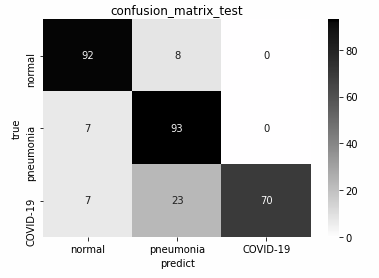 confusion_matrix_test
normal
92
8
0
80
60
true
pneumonia
7
93
0
40
COVID-19
7
23
70
20
0
normal
pneumonia
COVID-19
predict